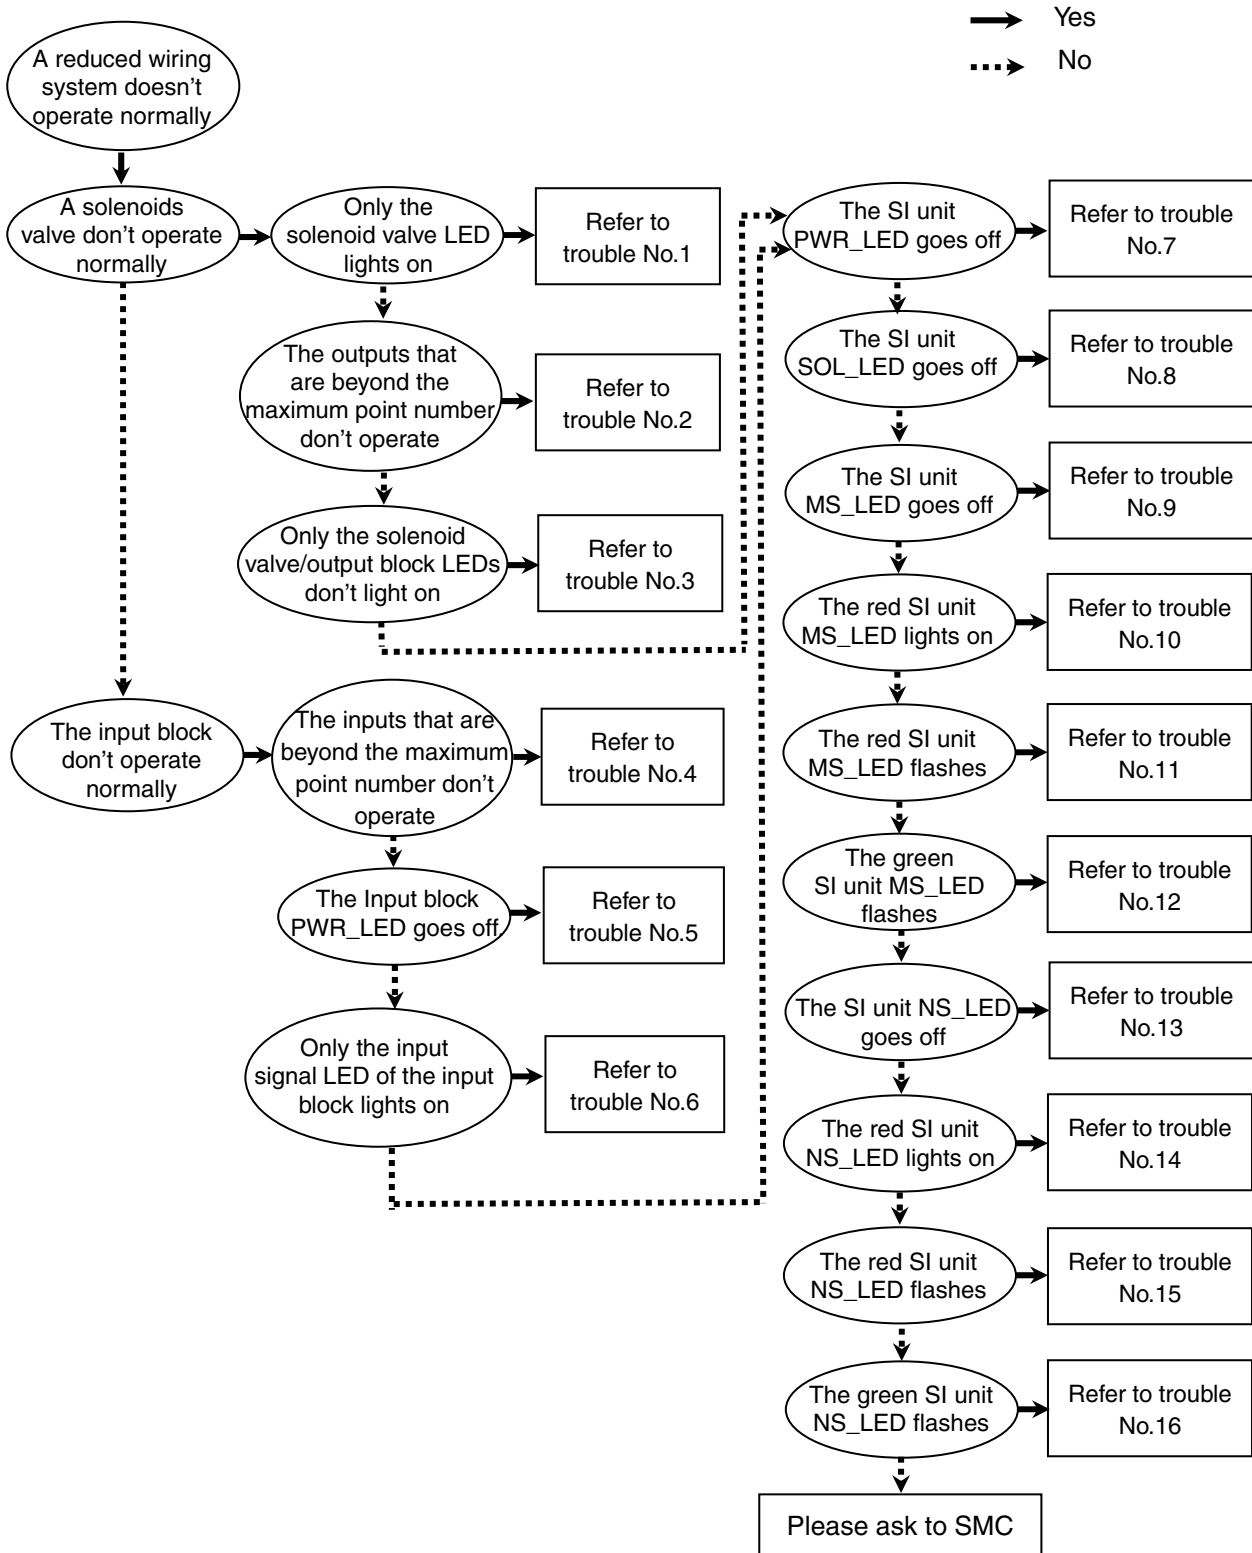 Yes
No
A reduced wiring
system doesn't
operate normally
A solenoids
valve don't operate
normally
Only the
solenoid valve LED
lights on
Refer to
trouble No.1
The outputs that
are beyond the
maximum point number
don't operate
Refer to
trouble No.2
Only the solenoid
valve/output block LEDs
don't light on
Refer to
trouble No.3
The input block
don't operate
normally
The inputs that are
beyond the maximum
point number don't
operate
Refer to
trouble No.4
The Input block
PWR_LED goes off
Refer to
trouble No.5
Only the input
signal LED of the input
block lights on
Refer to
trouble No.6
The SI unit
PWR_LED goes off
Refer to trouble
No.7
The SI unit
SOL_LED goes off
Refer to trouble
No.8
The SI unit
MS_LED goes off
Refer to trouble
No.9
The red SI unit
MS_LED lights on
Refer to trouble
No.10
The red SI unit
MS_LED flashes
Refer to trouble
No.11
The green
SI unit MS_LED
flashes
Refer to trouble
No.12
The SI unit NS_LED
goes off
Refer to trouble
No.13
The red SI unit
NS_LED lights on
Refer to trouble
No.14
The red SI unit
NS_LED flashes
Refer to trouble
No.15
The green SI unit
NS_LED flashes
Refer to trouble
No.16
Please ask to SMC